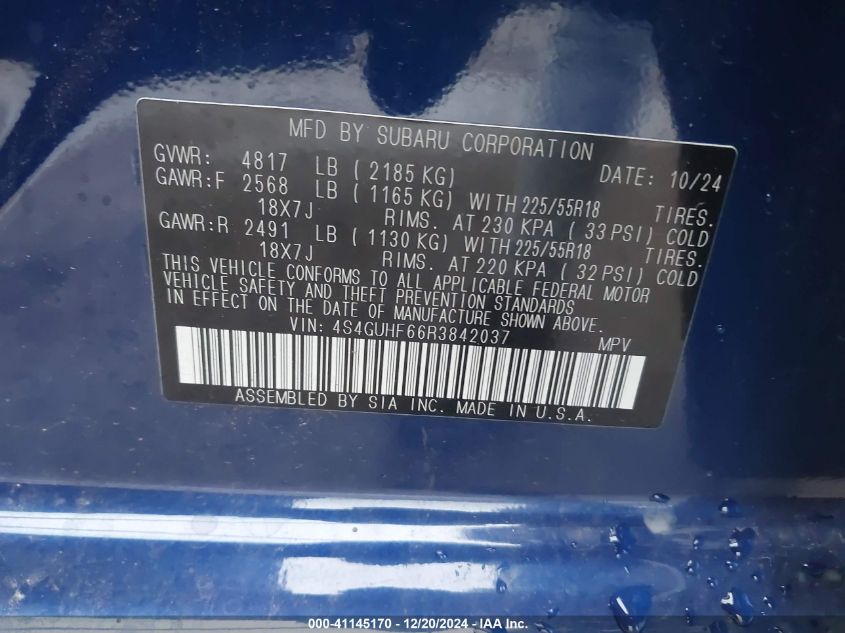 MFD BY SUBARU CORPORATION
GVWR: 4817 LB ( 2185 KG) DATE: 10/24
GAWR:F 2568 LB ( 1165 KG) WITH 225/55R18 TIRES.
18X7J RIMS. AT 230 KPA ( 33 PSI) COLD
GAWR:R 2491 LB ( 1130 KG) WITH 225/55R18 TIRES.
18X7J RIMS. AT 220 KPA ( 32 PSI) COLD
THIS VEHICLE CONFORMS TO ALL APPLICABLE FEDERAL MOTOR
VEHICLE SAFETY AND THEFT PREVENTION STANDARDS
IN EFFECT ON THE DATE OF MANUFACTURE SHOWN ABOVE.
VIN: 4S4GUHF66R3842037 MPV
ASSEMBLED BY SIA INC. MADE IN U.S.A.
000-41145170 - 12/20/2024 - IAA Inc.